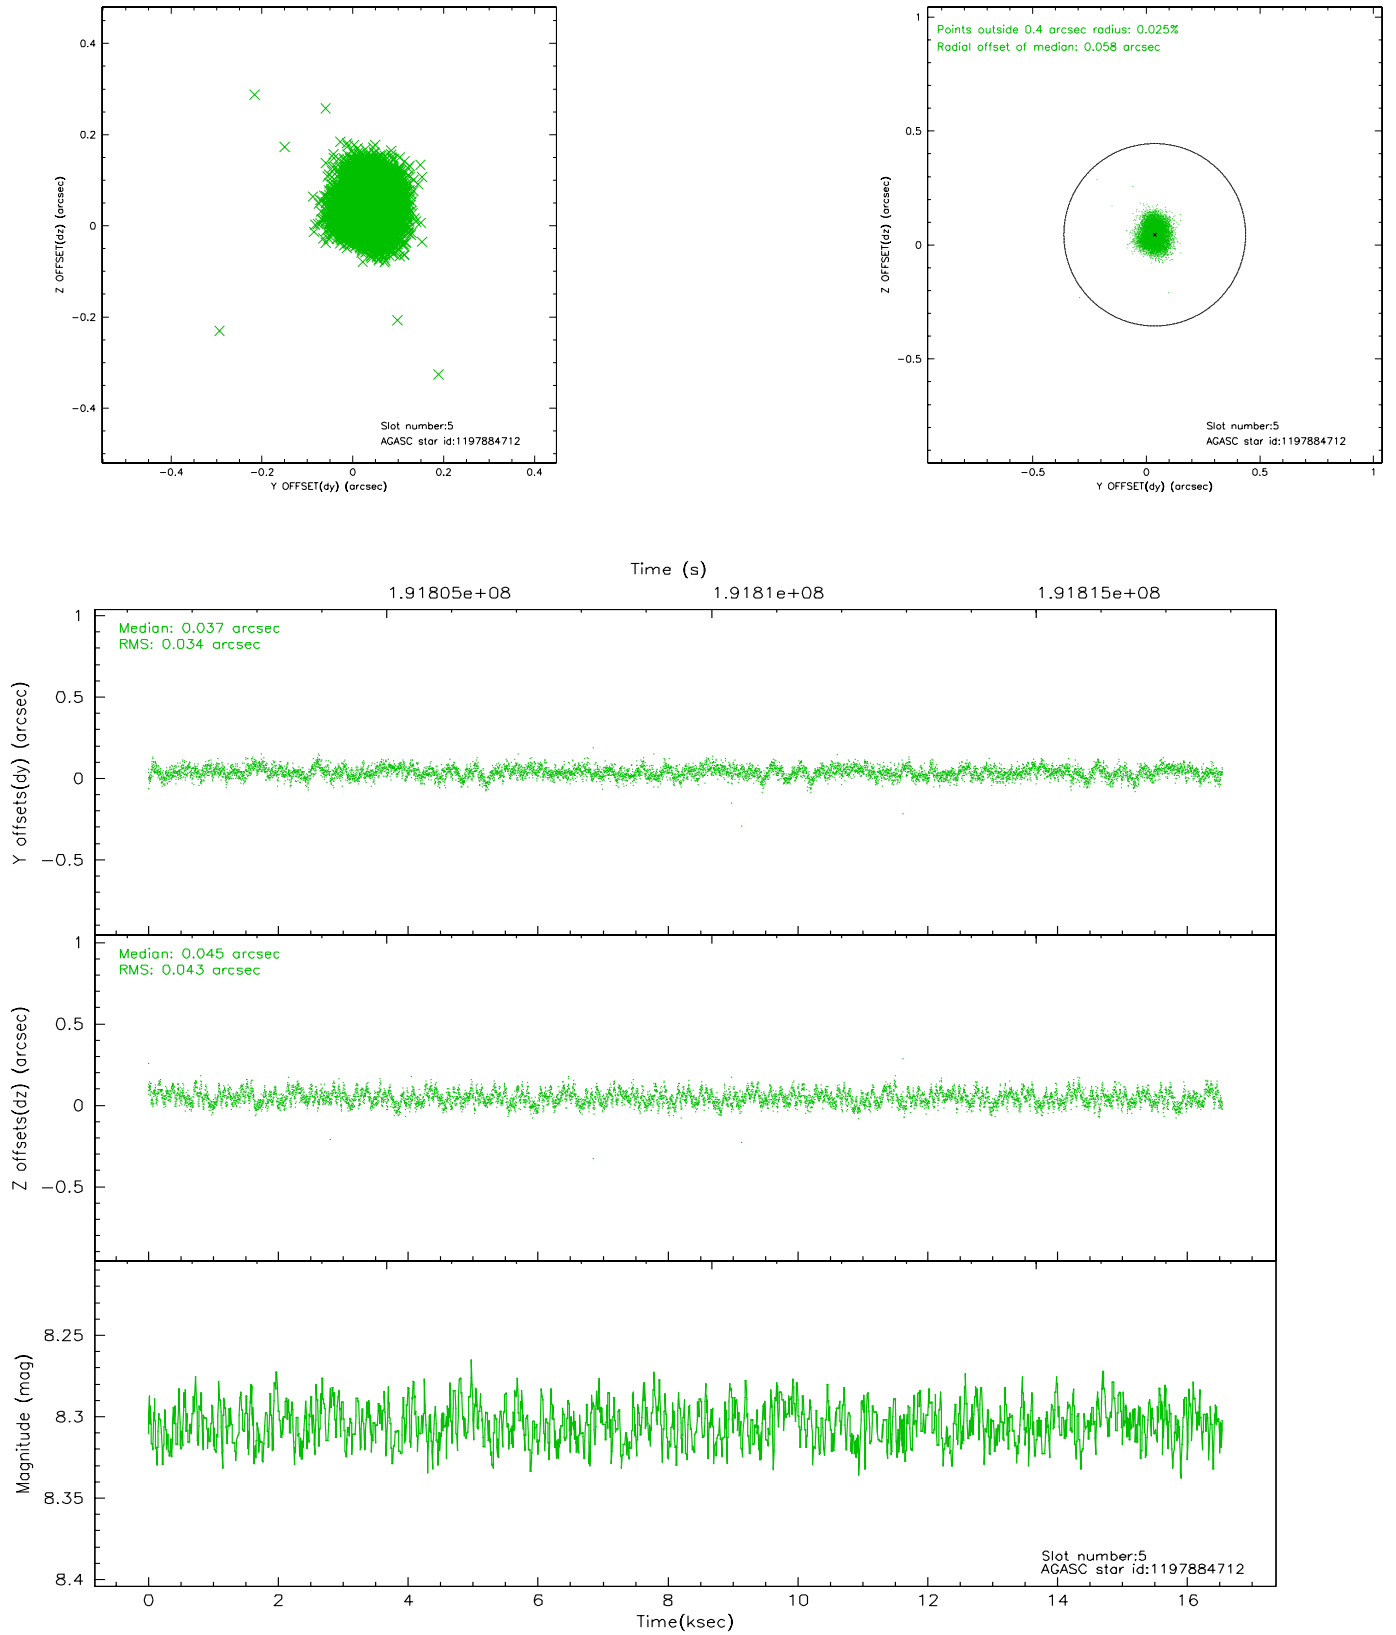 0.4
0.2
0
-0.2
-0.4
Z OFFSET(dz) (arcsec)
-0.4 -0.2 0 0.2 0.4
Y OFFSET(dy) (arcsec)
Slot number:5
AGASC star id:1197884712
Points outside 0.4 arcsec radius: 0.025%
Radial offset of median: 0.058 arcsec
1
0.5
0
-0.5
Z OFFSET(dz) (arcsec)
-0.5 0 0.5 1
Y OFFSET(dy) (arcsec)
Slot number:5
AGASC star id:1197884712
Time (s)
1.91805e+08 1.9181e+08 1.91815e+08
Median: 0.037 arcsec
RMS: 0.034 arcsec
1
0.5
0
-0.5
Y offsets(dy) (arcsec)
Median: 0.045 arcsec
RMS: 0.043 arcsec
1
0.5
0
-0.5
Z offsets(dz) (arcsec)
8.25
8.3
8.35
8.4
Magnitude (mag)
Slot number:5
AGASC star id:1197884712
0 2 4 6 8 10 12 14 16
Time(ksec)